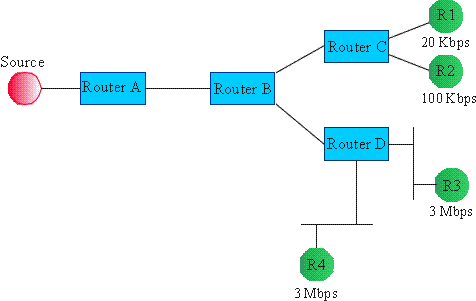 R1
Source
Router C
20 Kbps
R2
Router A
Router B
100 Kbps
Router D
R3
3 Mbps
R4
3 Mbps